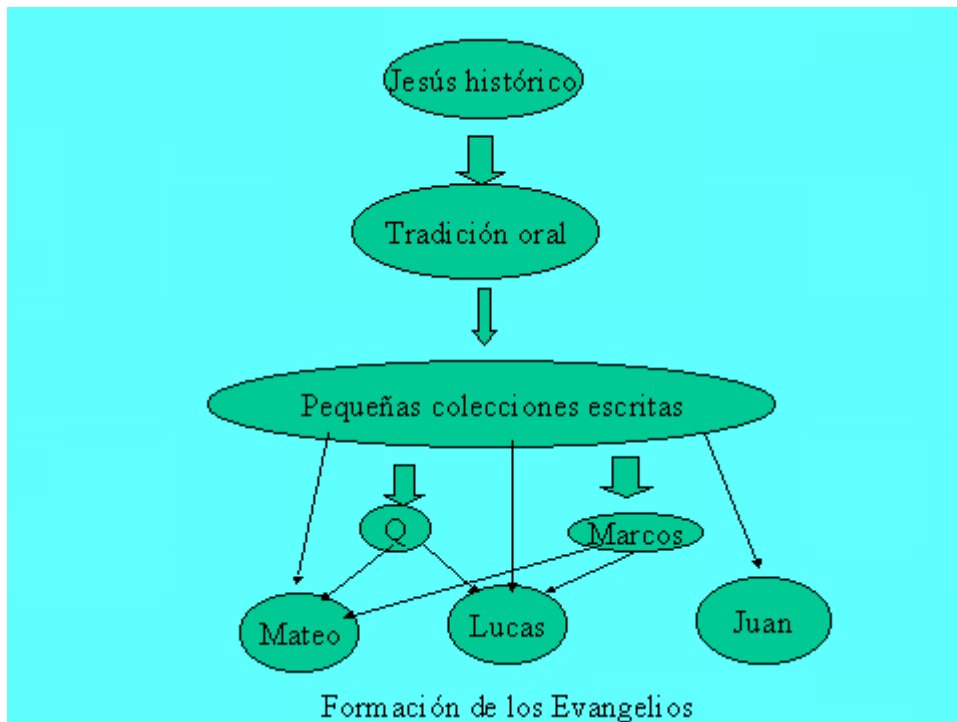 Jesús histórico
Tradición oral
Pequeñas colecciones escritas
Q
Marcos
Mateo
Lucas
Juan
Formación de los Evangelios